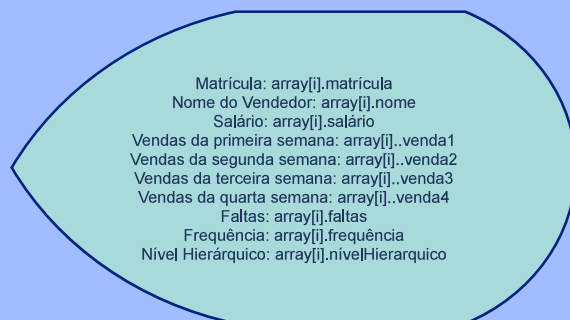 Matrícula: array[i].matrícula
Nome do Vendedor: array[i].nome
Salário: array[i].salário
Vendas da primeira semana: array[i]..venda1
Vendas da segunda semana: array[i]..venda2
Vendas da terceira semana: array[i]..venda3
Vendas da quarta semana: array[i]..venda4
Faltas: array[i].faltas
Frequência: array[i].frequência
Nível Hierárquico: array[i].nívelHierarquico